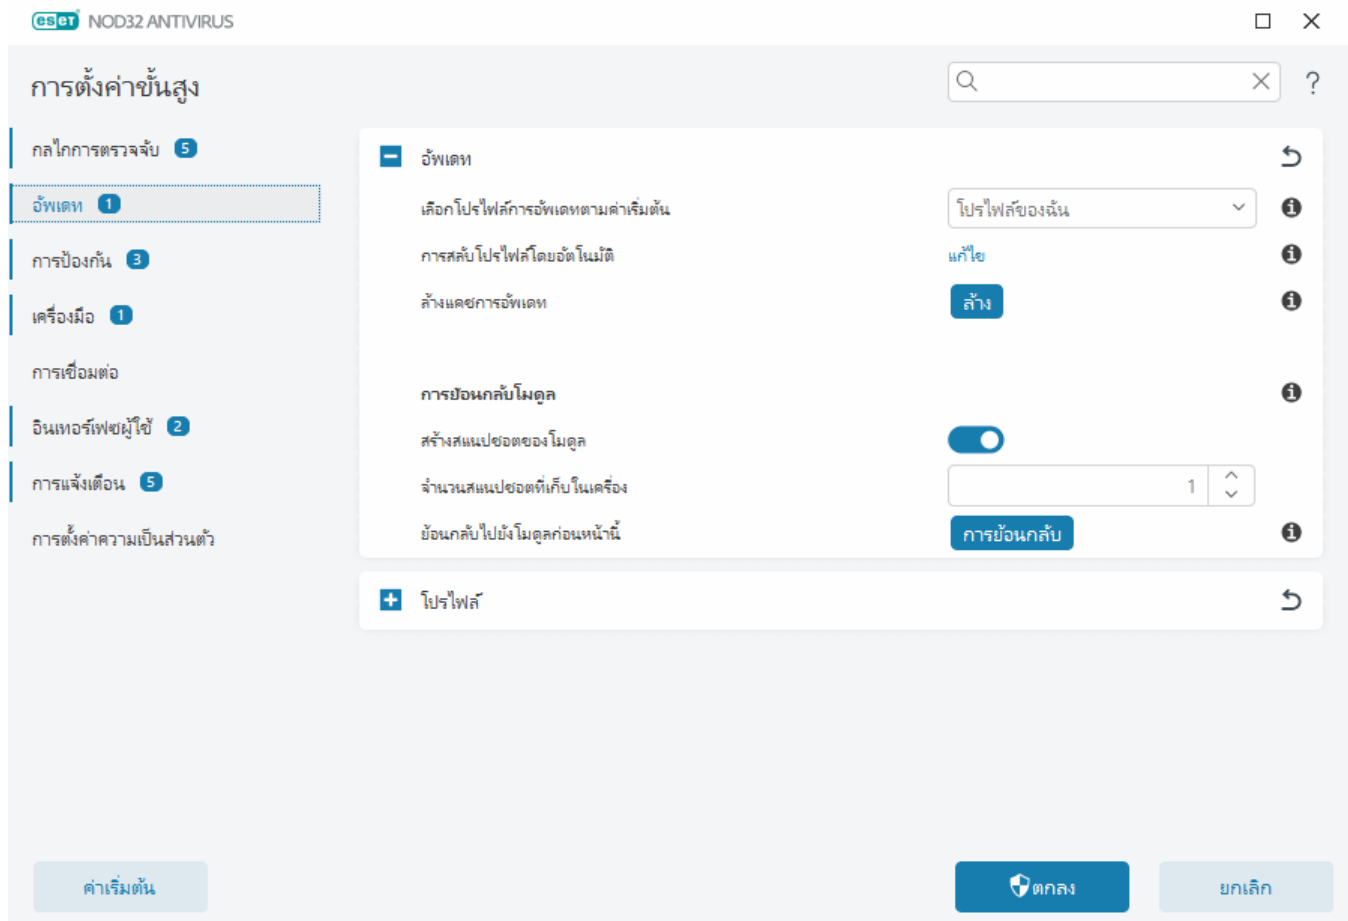 eset NOD32 ANTIVIRUS
การตั้งค่าขั้นสูง
?
กลไกการตรวจจับ 5
อัพเดท 1
การป้องกัน 3
เครื่องมือ 1
การเชื่อมต่อ
อินเทอร์เฟซผู้ใช้ 2
การแจ้งเตือน 5
การตั้งค่าความเป็นส่วนตัว
อัพเดท
เลือกโปรไฟล์การอัพเดทตามค่าเริ่มต้น โปรไฟล์ของฉัน
การสลับโปรไฟล์โดยอัตโนมัติ แก้ไข
ล้างแคชการอัพเดท ล้าง
การย้อนกลับโมดูล
สร้างสแนปชอตของโมดูล
จำนวนสแนปชอตที่เก็บในเครื่อง 1
ย้อนกลับไปยังโมดูลก่อนหน้านี้ การย้อนกลับ
โปรไฟล์
ค่าเริ่มต้น ตกลง ยกเลิก